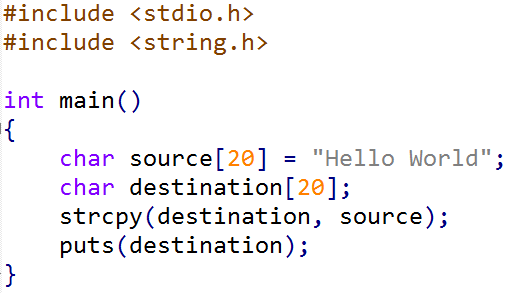 #include <stdio.h>
#include <string.h>

int main()
{
    char source[20] = "Hello World";
    char destination[20];
    strcpy(destination, source);
    puts(destination);
}